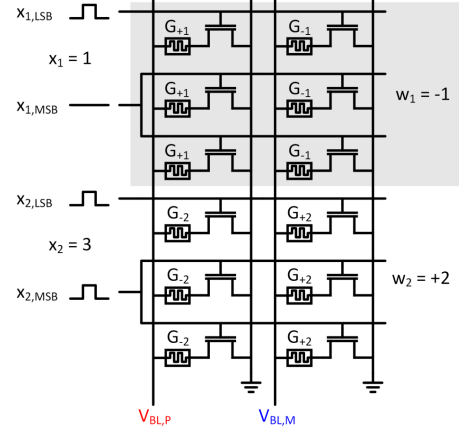 x1,LSB
G+1 G-1
x1 = 1
x1,MSB
G+1 G-1
w1 = -1
G+1 G-1
x2,LSB
G-2 G+2
x2 = 3
x2,MSB
G-2 G+2
w2 = +2
G-2 G+2
VBL,P VBL,M